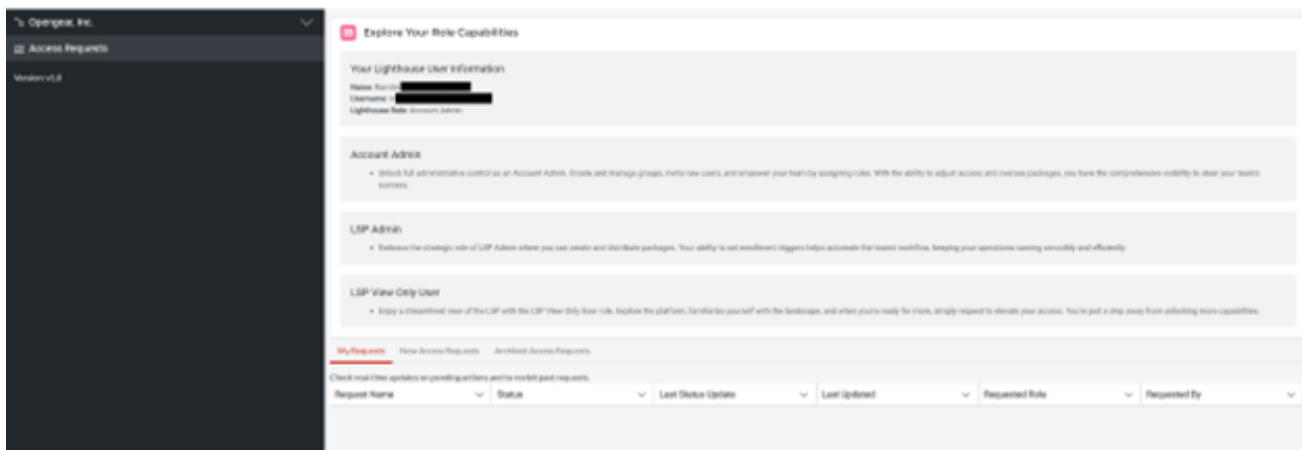 Opengear, Inc.
Access Requests
Version v1.0
Explore Your Role Capabilities
Your Lighthouse User Information
Name:
Username:
Lighthouse Role: Account Admin
Account Admin
Unlock full administrative control as an Account Admin. Create and manage groups, invite new users, and empower your team by assigning roles. With the ability to adjust access and oversee packages, you have the comprehensive visibility to steer your team's
success.
LSP Admin
Embrace the strategic role of LSP Admin where you can create and distribute packages. Your ability to set enrollment triggers helps automate the team's workflow, keeping your operations running smoothly and efficiently.
LSP View Only User
Enjoy a streamlined view of the LSP with the LSP View Only User role. Explore the platform, familiarize yourself with the landscape, and when you're ready for more, simply request to elevate your access. You're just a step away from unlocking more capabilities.
My Requests New Access Requests Archived Access Requests
Check real-time updates on pending actions and to revisit past requests.
Request Name Status Last Status Update Last Updated Requested Role Requested By